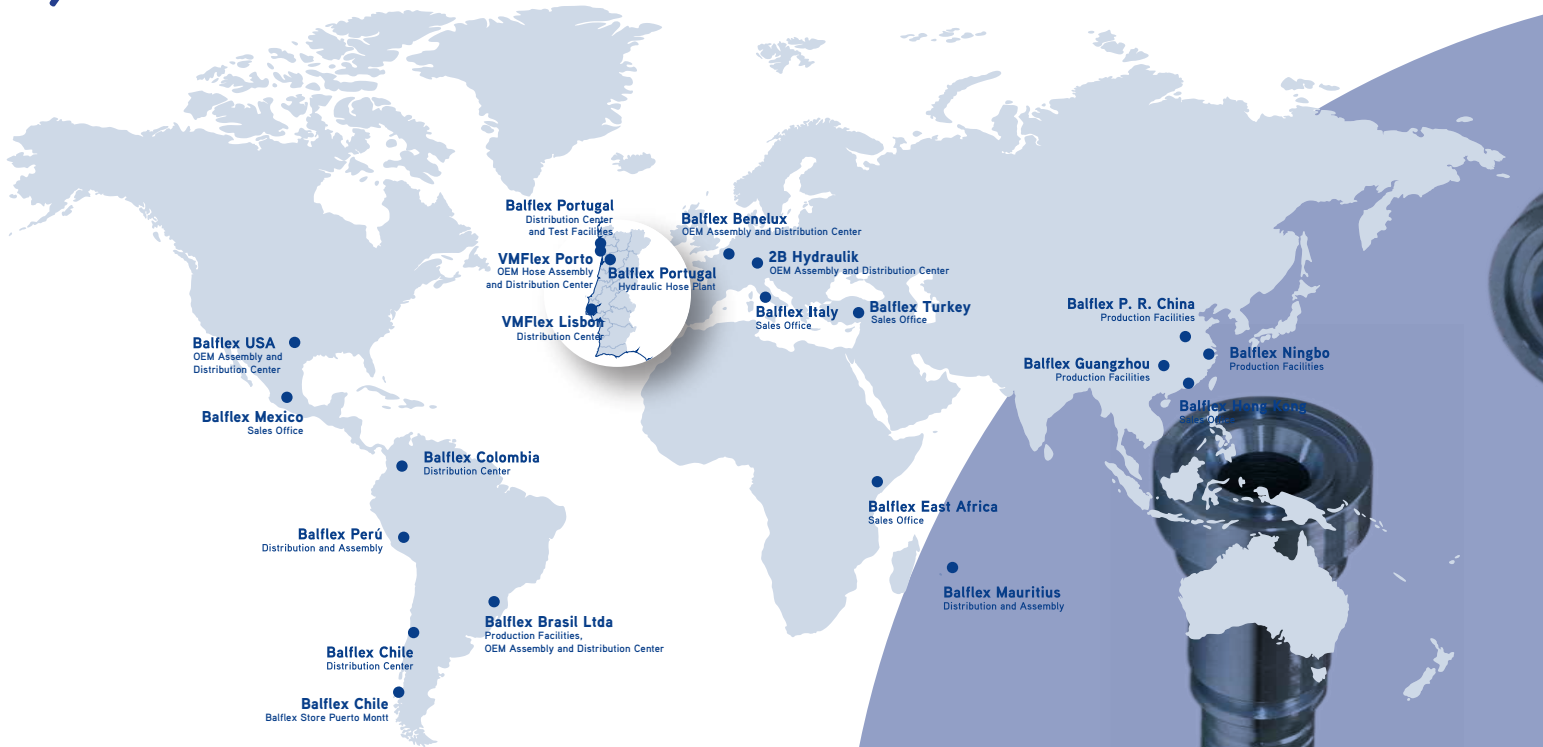 Balflex Portugal
Distribution Center
and Test Facilities
VMFlex Porto
OEM Hose Assembly
and Distribution Center
Balflex Portugal
Hydraulic Hose Plant
VMFlex Lisbon
Distribution Center
Balflex Benelux
OEM Assembly and Distribution Center
2B Hydraulik
OEM Assembly and Distribution Center
Balflex Italy
Sales Office
Balflex Turkey
Sales Office
Balflex P. R. China
Production Facilities
Balflex Ningbo
Production Facilities
Balflex Guangzhou
Production Facilities
Balflex Hong Kong
Sales Office
Balflex USA
OEM Assembly and
Distribution Center
Balflex Mexico
Sales Office
Balflex Colombia
Distribution Center
Balflex Perú
Distribution and Assembly
Balflex East Africa
Sales Office
Balflex Mauritius
Distribution and Assembly
Balflex Brasil Ltda
Production Facilities,
OEM Assembly and Distribution Center
Balflex Chile
Distribution Center
Balflex Chile
Balflex Store Puerto Montt